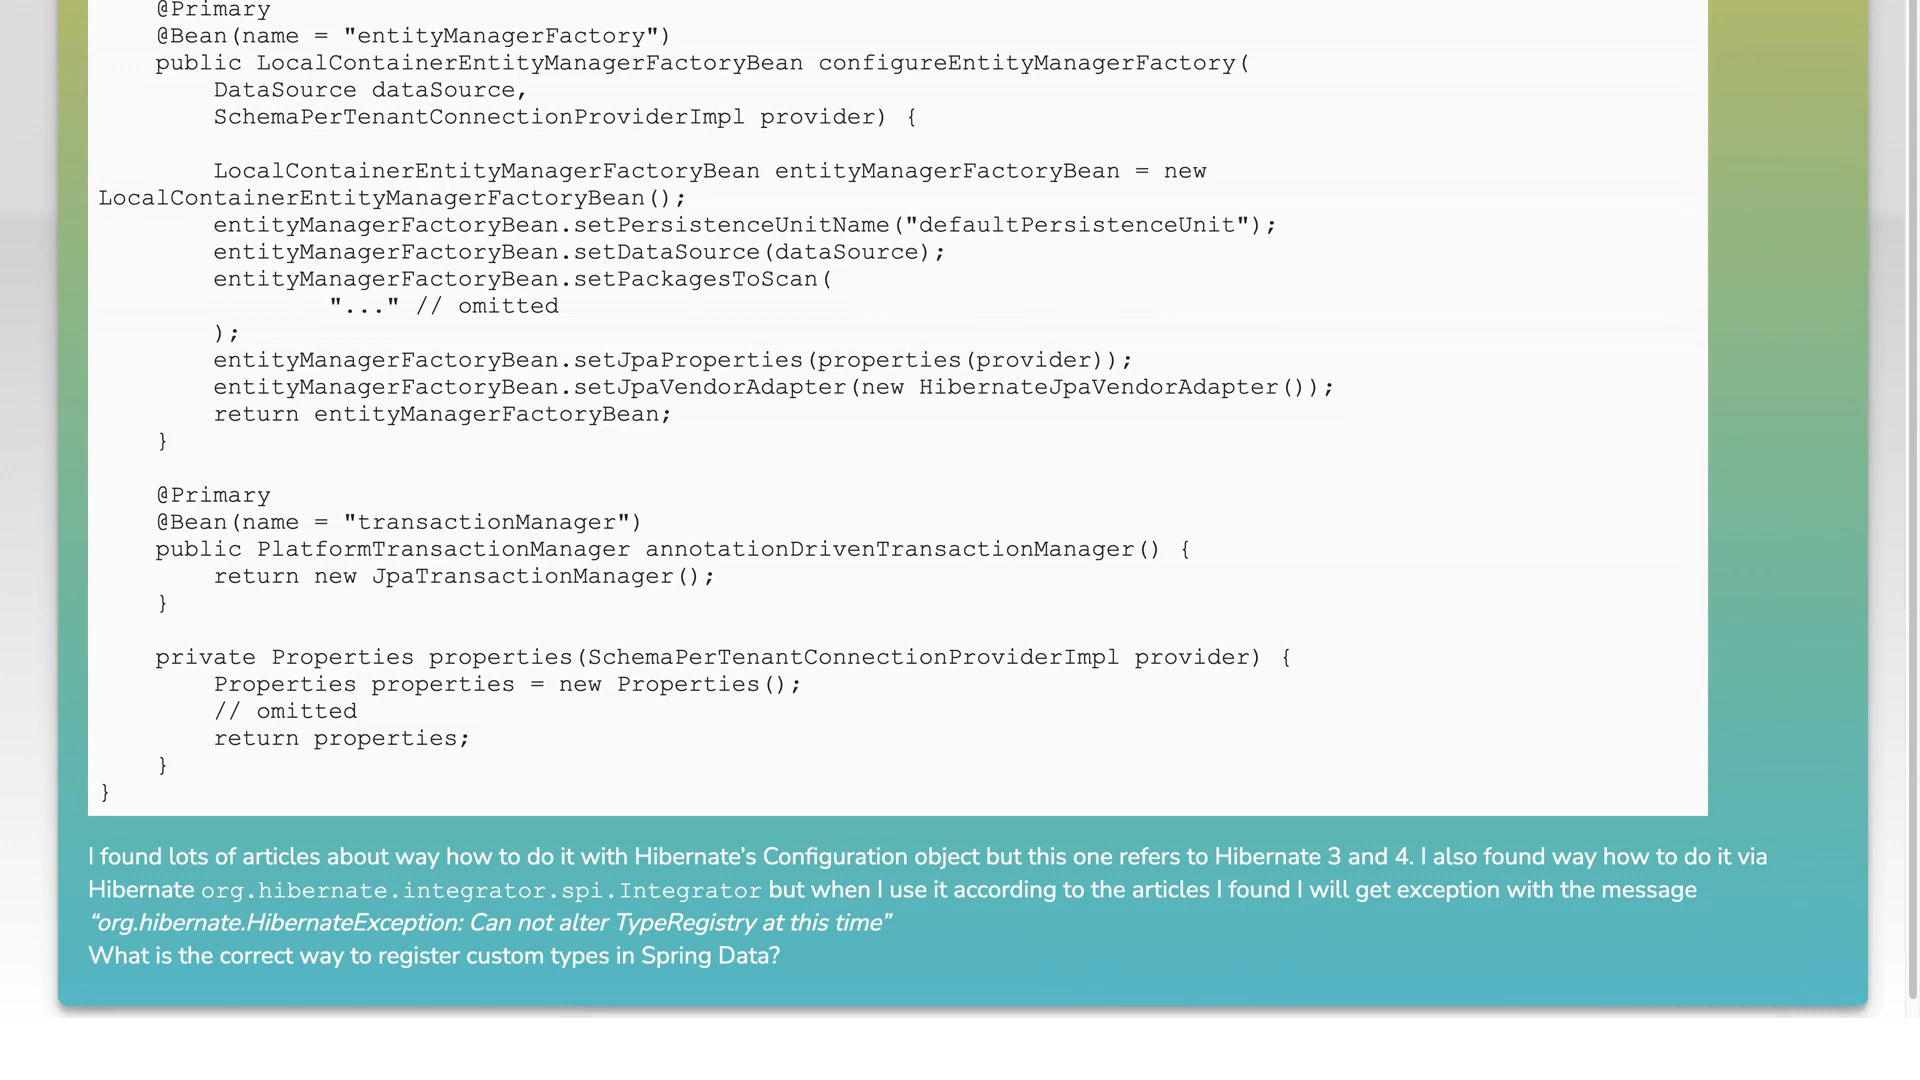 @Primary
@Bean(name = "entityManagerFactory")
public LocalContainerEntityManagerFactoryBean configureEntityManagerFactory(
DataSource dataSource,
SchemaPerTenantConnectionProviderImpl provider) {
LocalContainerEntityManagerFactoryBean entityManagerFactoryBean = new
LocalContainerEntityManagerFactoryBean();
entityManagerFactoryBean.setPersistenceUnitName("defaultPersistenceUnit");
entityManagerFactoryBean.setDataSource(dataSource);
entityManagerFactoryBean.setPackagesToScan(
"..." // omitted
);
entityManagerFactoryBean.setJpaProperties(properties(provider));
entityManagerFactoryBean.setJpaVendorAdapter(new HibernateJpaVendorAdapter());
return entityManagerFactoryBean;
}
@Primary
@Bean(name = "transactionManager")
public PlatformTransactionManager annotationDrivenTransactionManager() {
return new JpaTransactionManager();
}
private Properties properties(SchemaPerTenantConnectionProviderImpl provider) {
Properties properties = new Properties();
// omitted
return properties;
}
}
I found lots of articles about way how to do it with Hibernate's Configuration object but this one refers to Hibernate 3 and 4. I also found way how to do it via
Hibernate org.hibernate.integrator.spi.Integrator but when I use it according to the articles I found I will get exception with the message
“org.hibernate.HibernateException: Can not alter TypeRegistry at this time”
What is the correct way to register custom types in Spring Data?